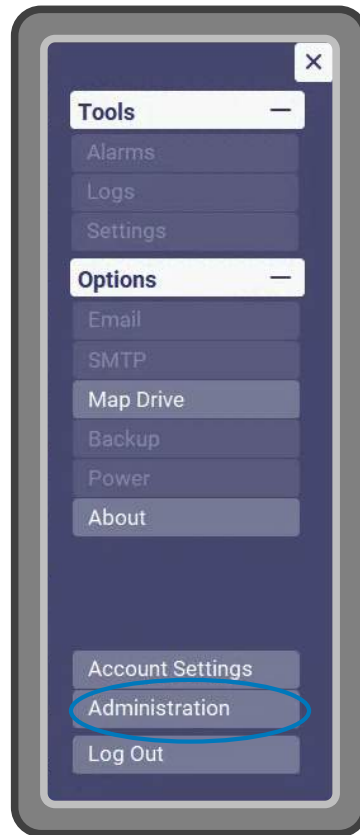 ×
Tools —
Alarms
Logs
Settings
Options —
Email
SMTP
Map Drive
Backup
Power
About
Account Settings
Administration
Log Out